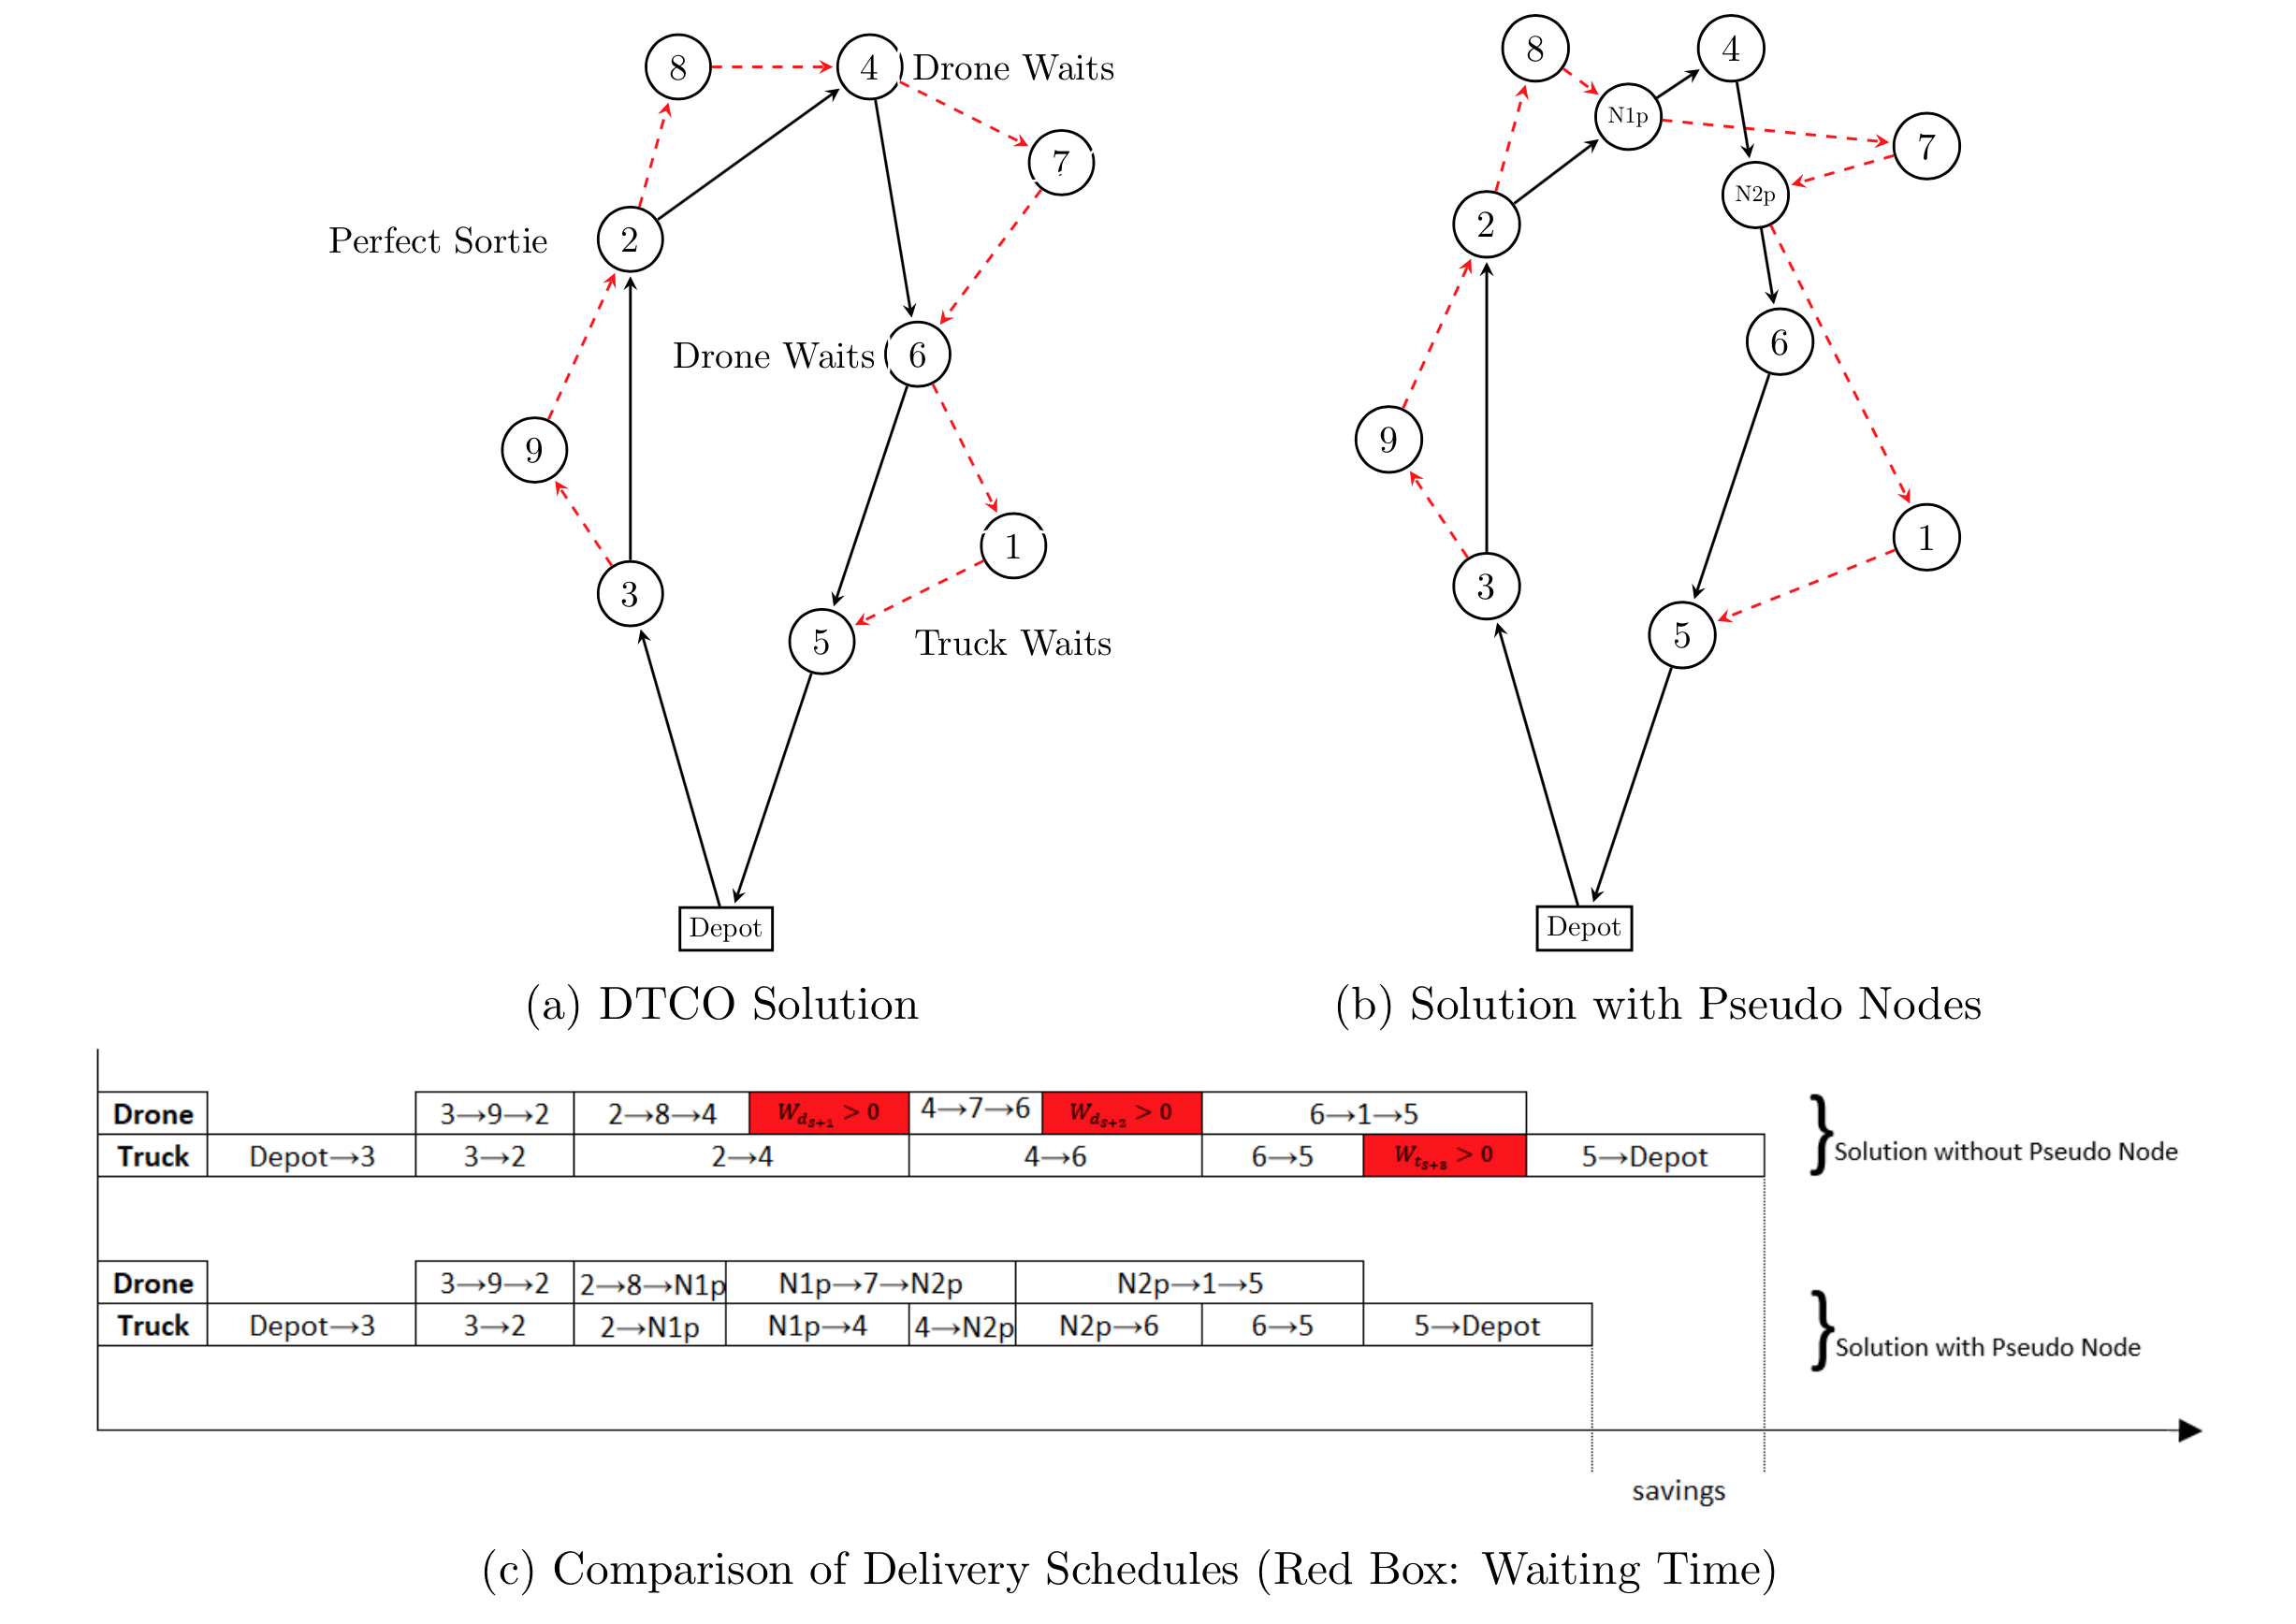 8
4
Drone Waits
7
2
Perfect Sortie
Drone Waits
6
9
1
3
5
Truck Waits
Depot
(a) DTCO Solution
8
4
N1p
7
N2p
2
6
9
1
3
5
Depot
(b) Solution with Pseudo Nodes
Drone
3→9→2
2→8→4
W_{d_{s+1}} > 0
4→7→6
W_{d_{s+2}} > 0
6→1→5
Truck
Depot→3
3→2
2→4
4→6
6→5
W_{t_{s+3}} > 0
5→Depot
}Solution without Pseudo Node
Drone
3→9→2
2→8→N1p
N1p→7→N2p
N2p→1→5
Truck
Depot→3
3→2
2→N1p
N1p→4
4→N2p
N2p→6
6→5
5→Depot
}Solution with Pseudo Node
savings
(c) Comparison of Delivery Schedules (Red Box: Waiting Time)